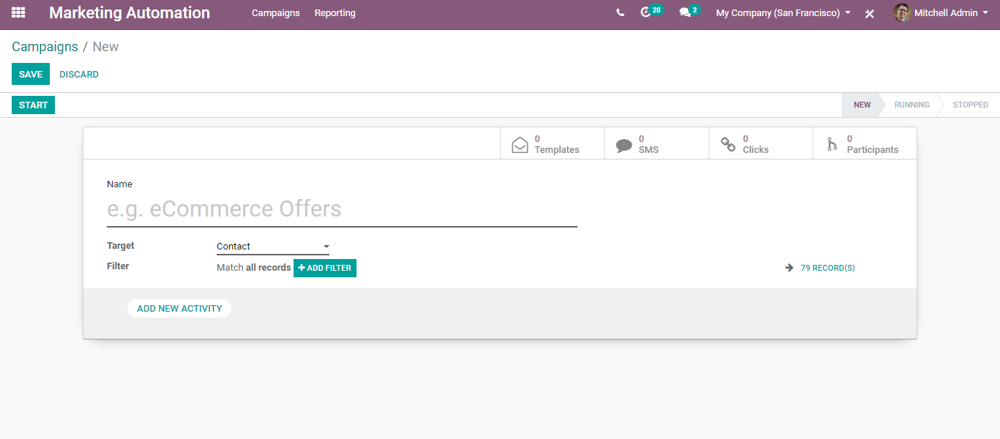 Marketing Automation Campaigns Reporting 20 2 My Company (San Francisco) Mitchell Admin
Campaigns / New
SAVE DISCARD
START NEW RUNNING STOPPED
0 Templates 0 SMS 0 Clicks 0 Participants
Name
e.g. eCommerce Offers
Target Contact
Filter Match all records + ADD FILTER 79 RECORD(S)
ADD NEW ACTIVITY